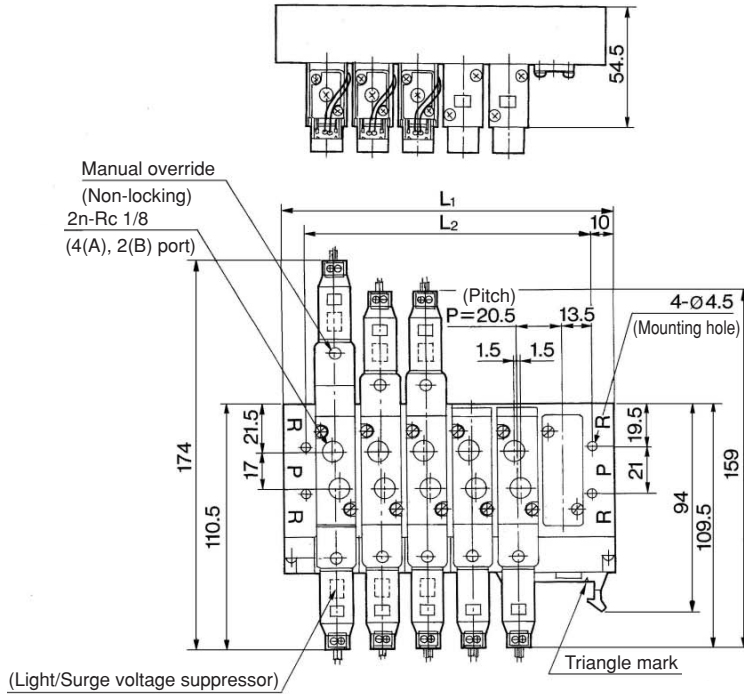 54.5
Manual override
(Non-locking)
2n-Rc 1/8
(4(A), 2(B) port)
L1
L2
10
(Pitch)
P=20.5
13.5
4-Ø4.5
(Mounting hole)
1.5
1.5
174
110.5
21.5
17
R
P
R
R
P
R
19.5
21
94
109.5
159
Triangle mark
(Light/Surge voltage suppressor)